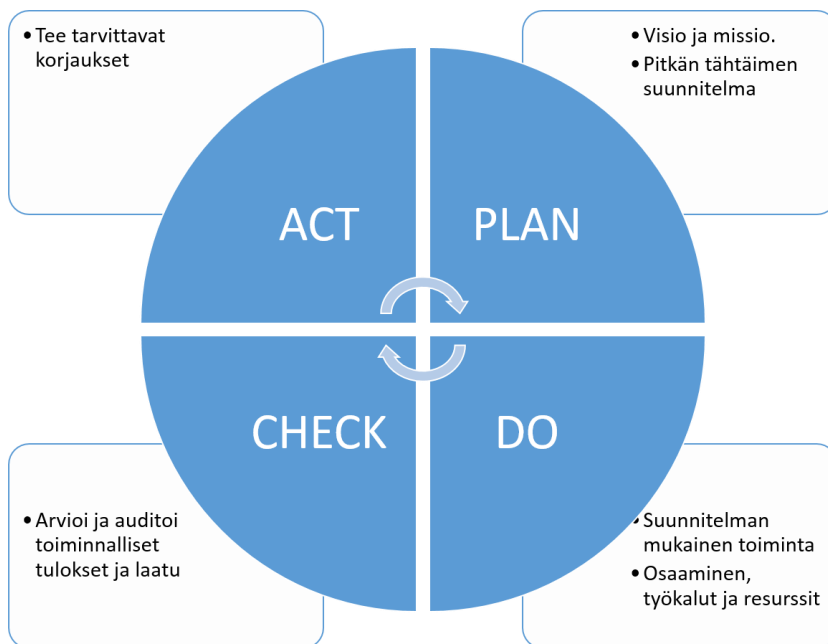 • Tee tarvittavat
korjaukset
• Visio ja missio.
• Pitkän tähtäimen
suunnitelma
ACT
PLAN
CHECK
DO
• Arvioi ja auditoi
toiminnalliset
tulokset ja laatu
• Suunnitelman
mukainen toiminta
• Osaaminen,
työkalut ja resurssit